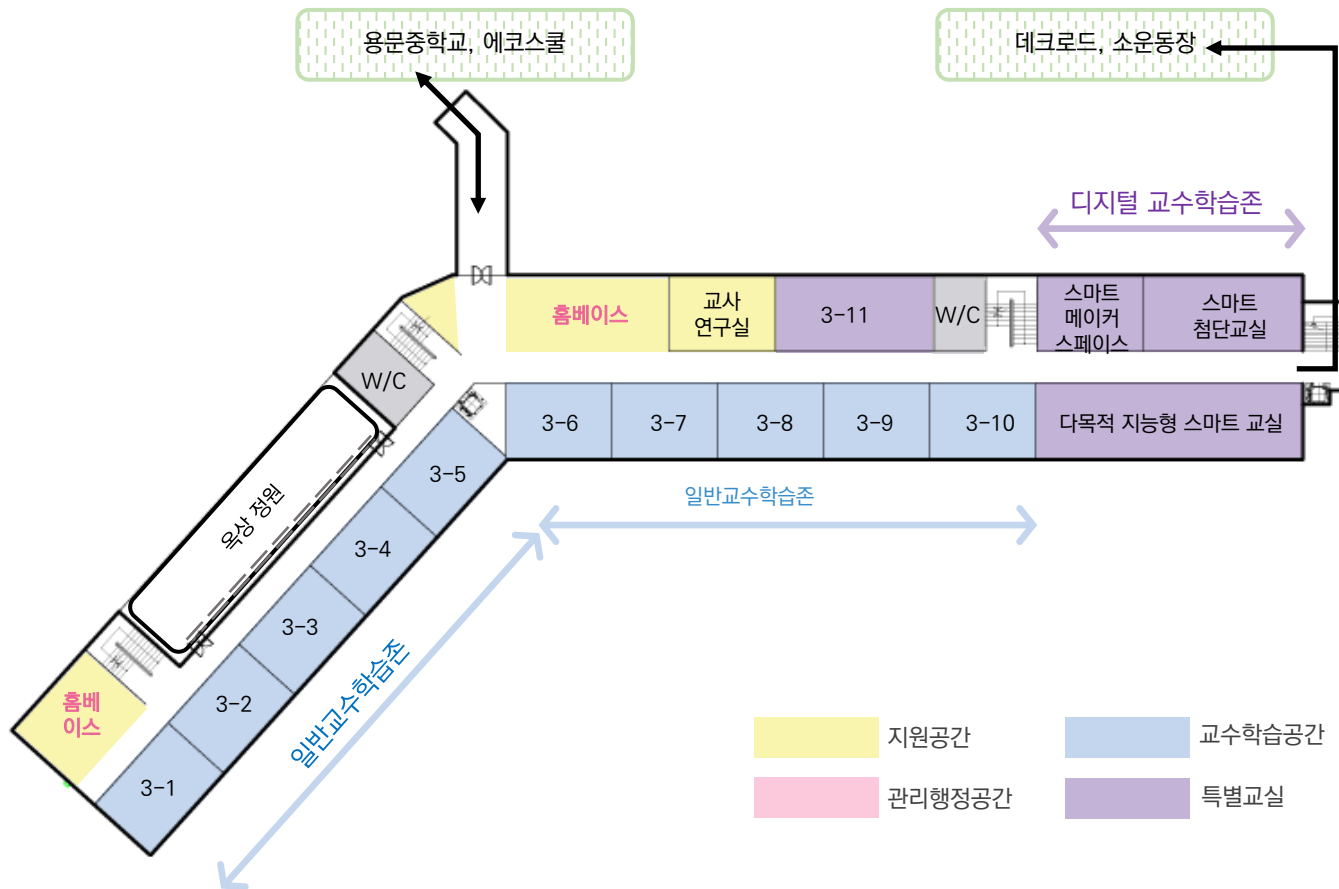 용문중학교, 에코스쿨
데크로드, 소운동장
디지털 교수학습존
홈베이스
교사
연구실
3-11
W/C
스마트
메이커
스페이스
스마트
첨단교실
W/C
3-6
3-7
3-8
3-9
3-10
다목적 지능형 스마트 교실
3-5
일반교수학습존
옥상 정원
3-4
3-3
3-2
일반교수학습존
홈베
이스
3-1
지원공간
교수학습공간
관리행정공간
특별교실